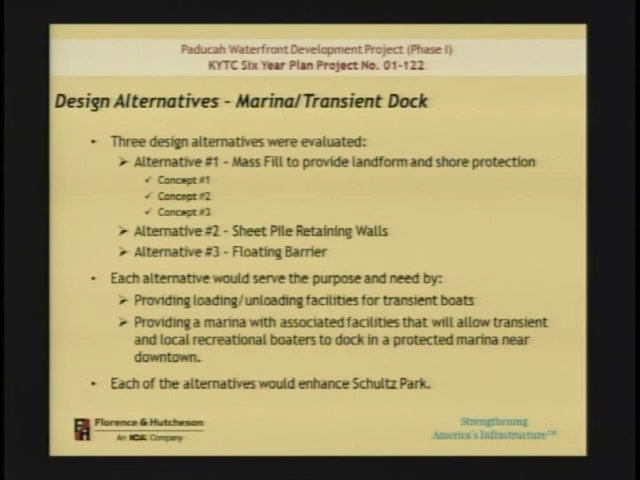 Paducah Waterfront Development Project (Phase I)
KYTC Six Year Plan Project No. 01-122
Design Alternatives - Marina/Transient Dock
• Three design alternatives were evaluated:
➢ Alternative #1 - Mass Fill to provide landform and shore protection
✓ Concept #1
✓ Concept #2
✓ Concept #3
➢ Alternative #2 - Sheet Pile Retaining Walls
➢ Alternative #3 - Floating Barrier
• Each alternative would serve the purpose and need by:
➢ Providing loading/unloading facilities for transient boats
➢ Providing a marina with associated facilities that will allow transient
and local recreational boaters to dock in a protected marina near
downtown.
• Each of the alternatives would enhance Schultz Park.
Florence & Hutcheson
An ICA Company
Strengthening
America's Infrastructure™